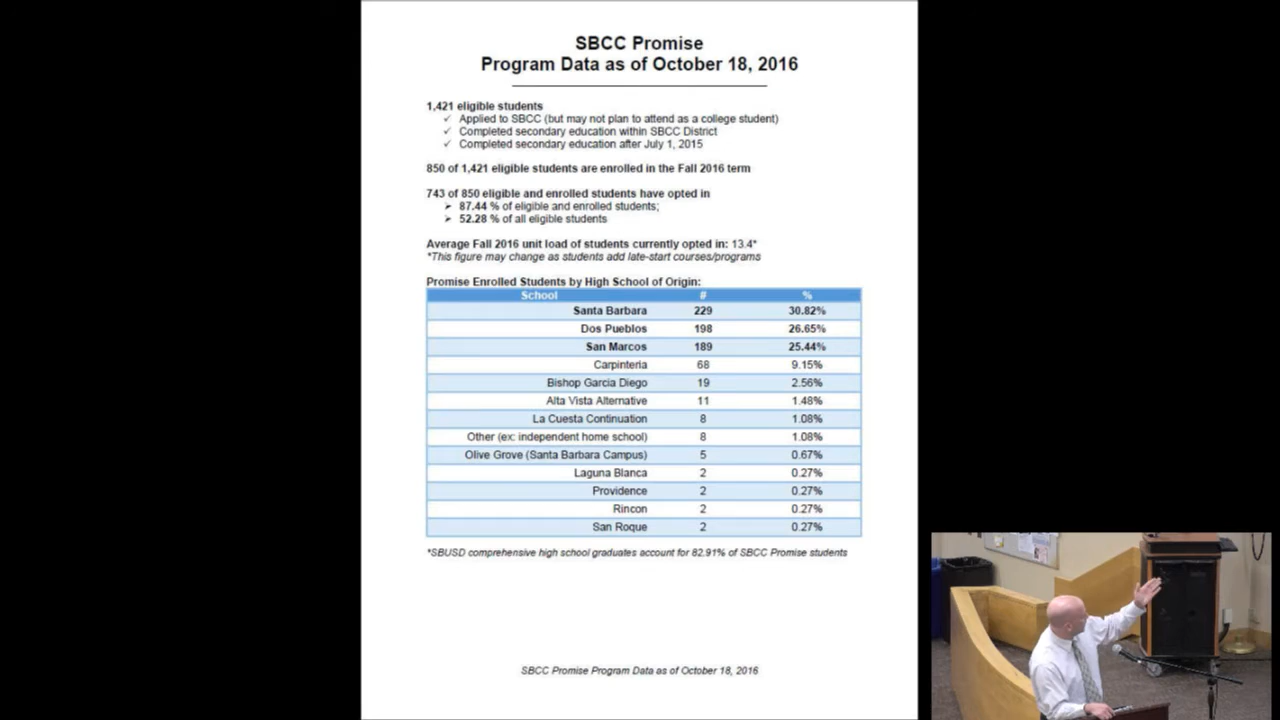 SBCC Promise
Program Data as of October 18, 2016
1,421 eligible students
✓ Applied to SBCC (but may not plan to attend as a college student)
✓ Completed secondary education within SBCC District
✓ Completed secondary education after July 1, 2015
850 of 1,421 eligible students are enrolled in the Fall 2016 term
743 of 850 eligible and enrolled students have opted in
➢ 87.44 % of eligible and enrolled students;
➢ 52.28 % of all eligible students
Average Fall 2016 unit load of students currently opted in: 13.4*
*This figure may change as students add late-start courses/programs
Promise Enrolled Students by High School of Origin:
School # %
Santa Barbara 229 30.82%
Dos Pueblos 198 26.65%
San Marcos 189 25.44%
Carpinteria 68 9.15%
Bishop Garcia Diego 19 2.56%
Alta Vista Alternative 11 1.48%
La Cuesta Continuation 8 1.08%
Other (ex: independent home school) 8 1.08%
Olive Grove (Santa Barbara Campus) 5 0.67%
Laguna Blanca 2 0.27%
Providence 2 0.27%
Rincon 2 0.27%
San Roque 2 0.27%
*SBUSD comprehensive high school graduates account for 82.91% of SBCC Promise students
SBCC Promise Program Data as of October 18, 2016